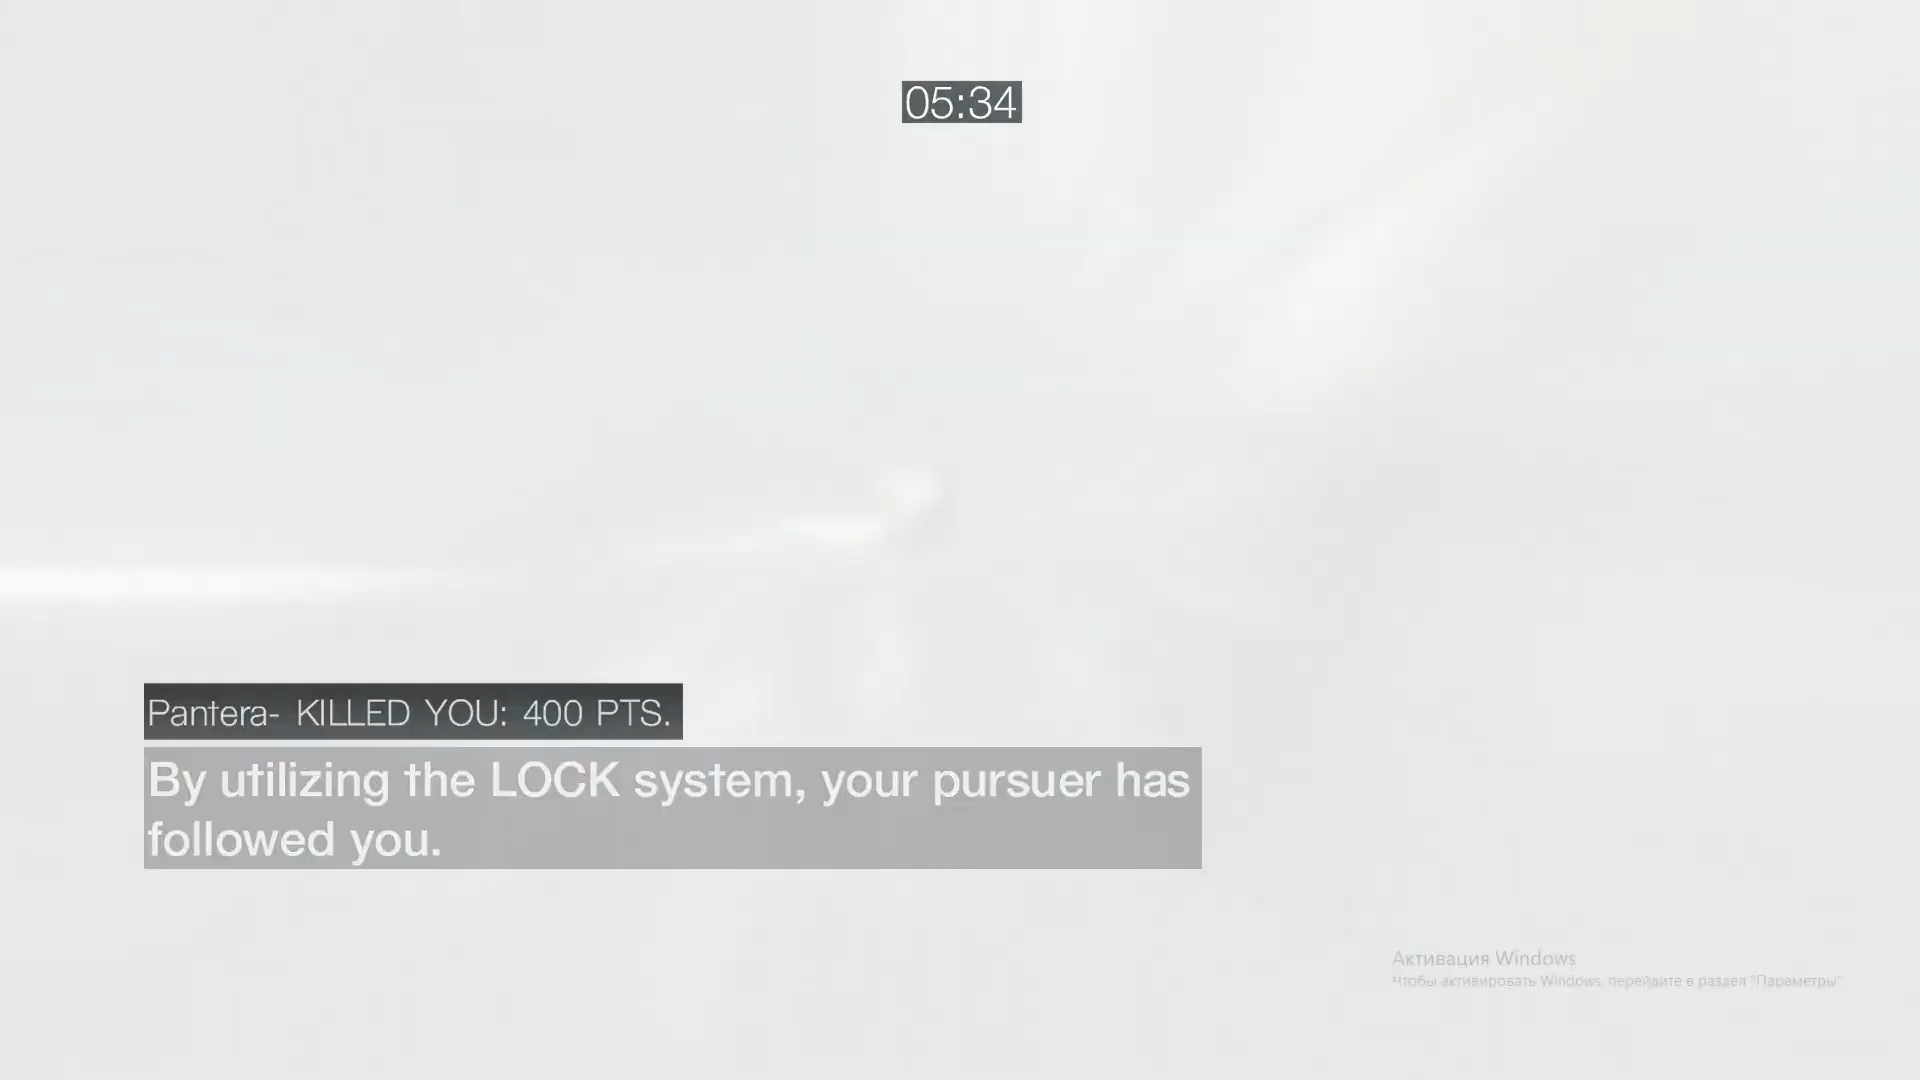 05:34
Pantera- KILLED YOU: 400 PTS.
By utilizing the LOCK system, your pursuer has
followed you.
Активация Windows
Чтобы активировать Windows, перейдите в раздел "Параметры".